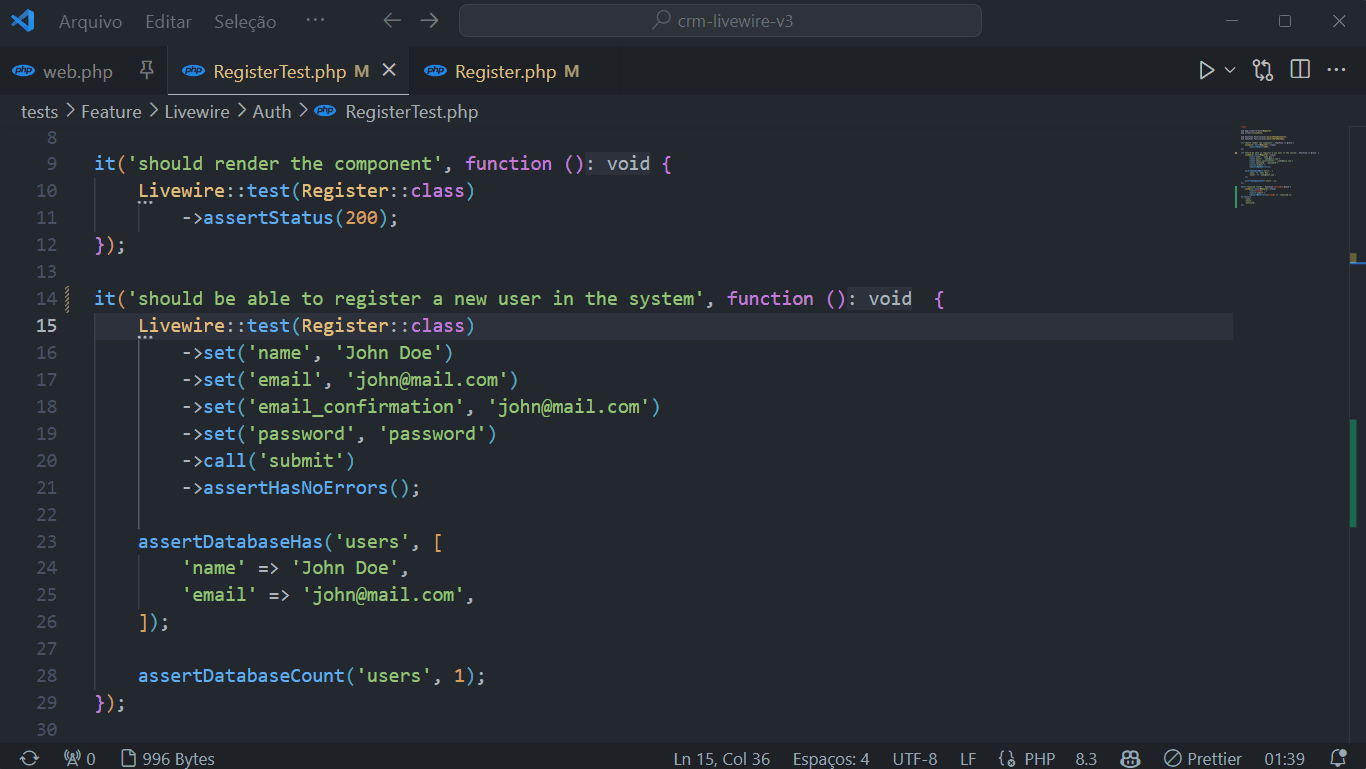 Arquivo Editar Seleção ··· crm-livewire-v3
php web.php php RegisterTest.php M php Register.php M
tests > Feature > Livewire > Auth > php RegisterTest.php
8
9 it('should render the component', function (): void {
10 Livewire::test(Register::class)
11 ->assertStatus(200);
12 });
13
14 it('should be able to register a new user in the system', function (): void {
15 Livewire::test(Register::class)
16 ->set('name', 'John Doe')
17 ->set('email', 'john@mail.com')
18 ->set('email_confirmation', 'john@mail.com')
19 ->set('password', 'password')
20 ->call('submit')
21 ->assertHasNoErrors();
22
23 assertDatabaseHas('users', [
24 'name' => 'John Doe',
25 'email' => 'john@mail.com',
26 ]);
27
28 assertDatabaseCount('users', 1);
29 });
30
0 996 Bytes Ln 15, Col 36 Espaços: 4 UTF-8 LF PHP 8.3 Prettier 01:39